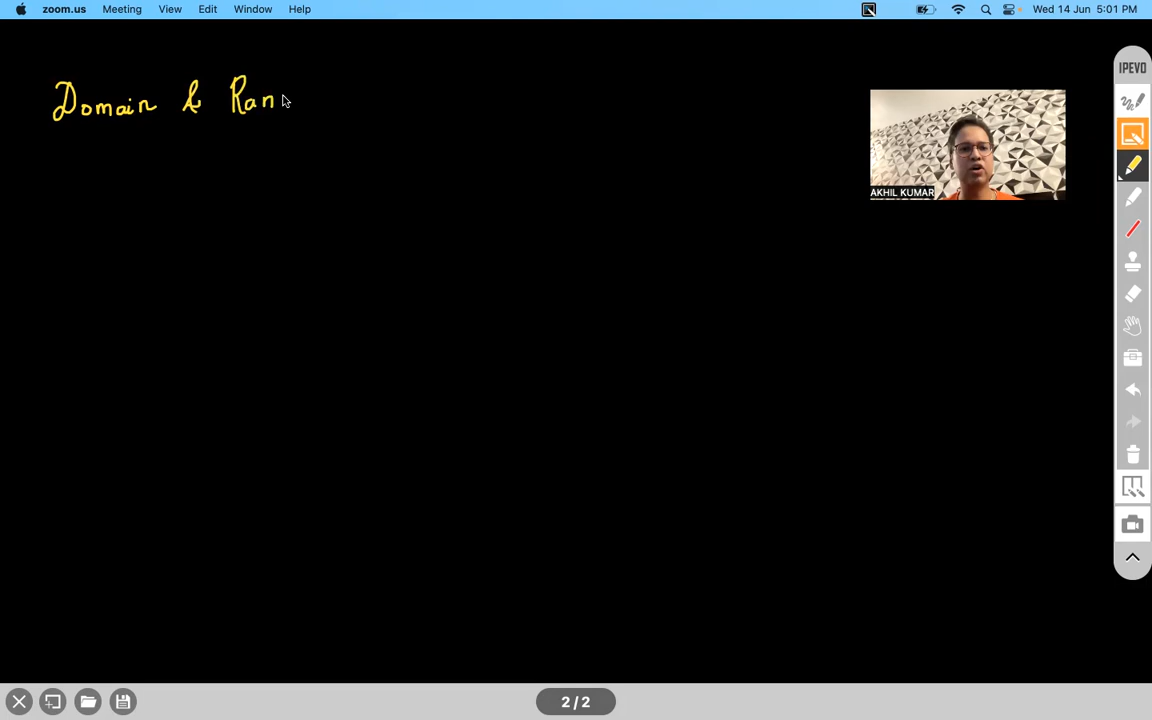 zoom.us Meeting View Edit Window Help Wed 14 Jun 5:01 PM
IPEVO
Domain & Ran
AKHIL KUMAR
2/2